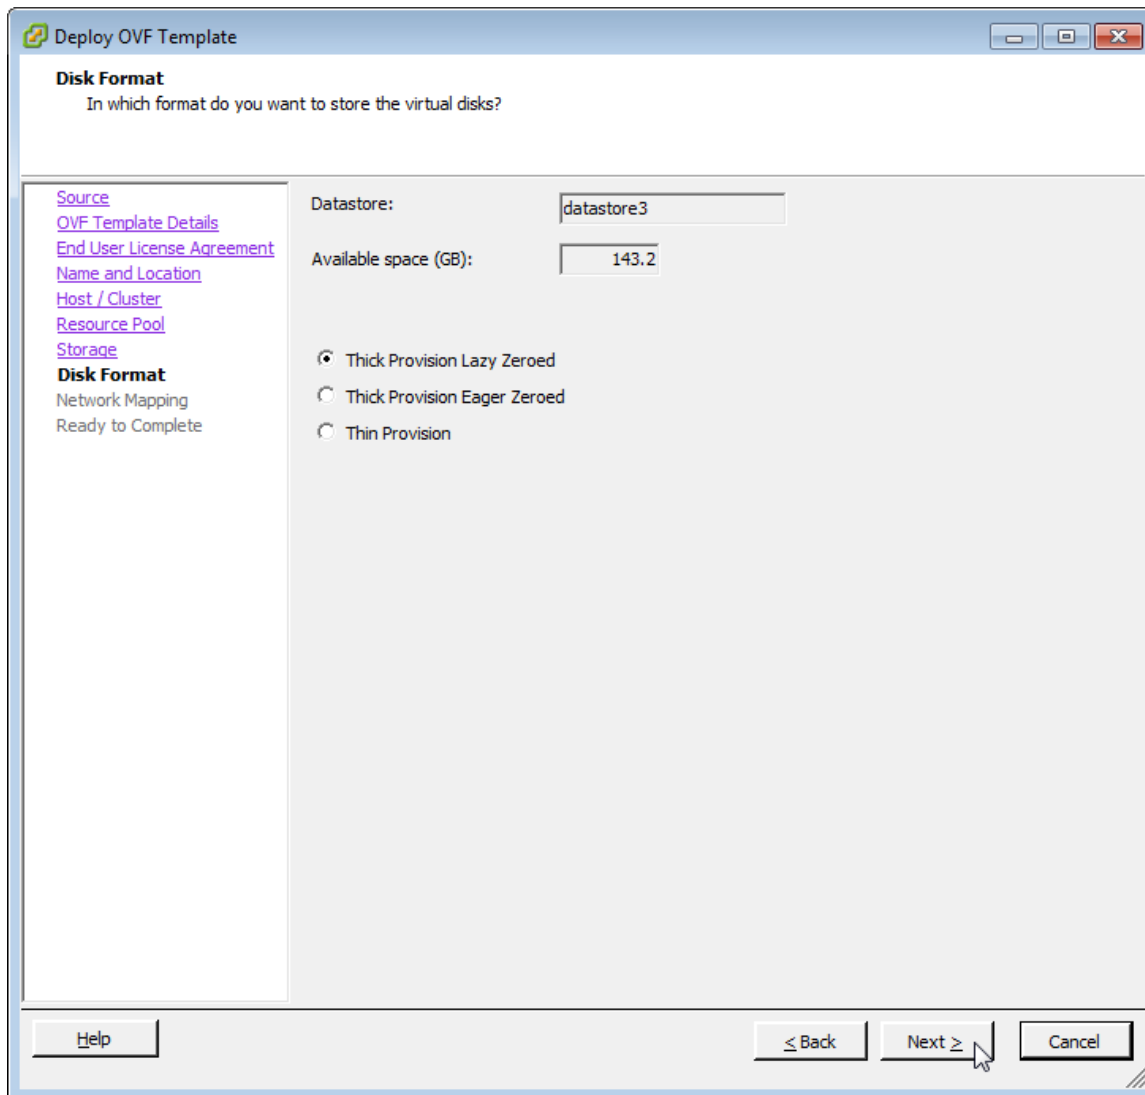 Deploy OVF Template
Disk Format
In which format do you want to store the virtual disks?
Source
OVF Template Details
End User License Agreement
Name and Location
Host / Cluster
Resource Pool
Storage
Disk Format
Network Mapping
Ready to Complete
Datastore: datastore3
Available space (GB): 143.2
Thick Provision Lazy Zeroed
Thick Provision Eager Zeroed
Thin Provision
Help
< Back
Next >
Cancel